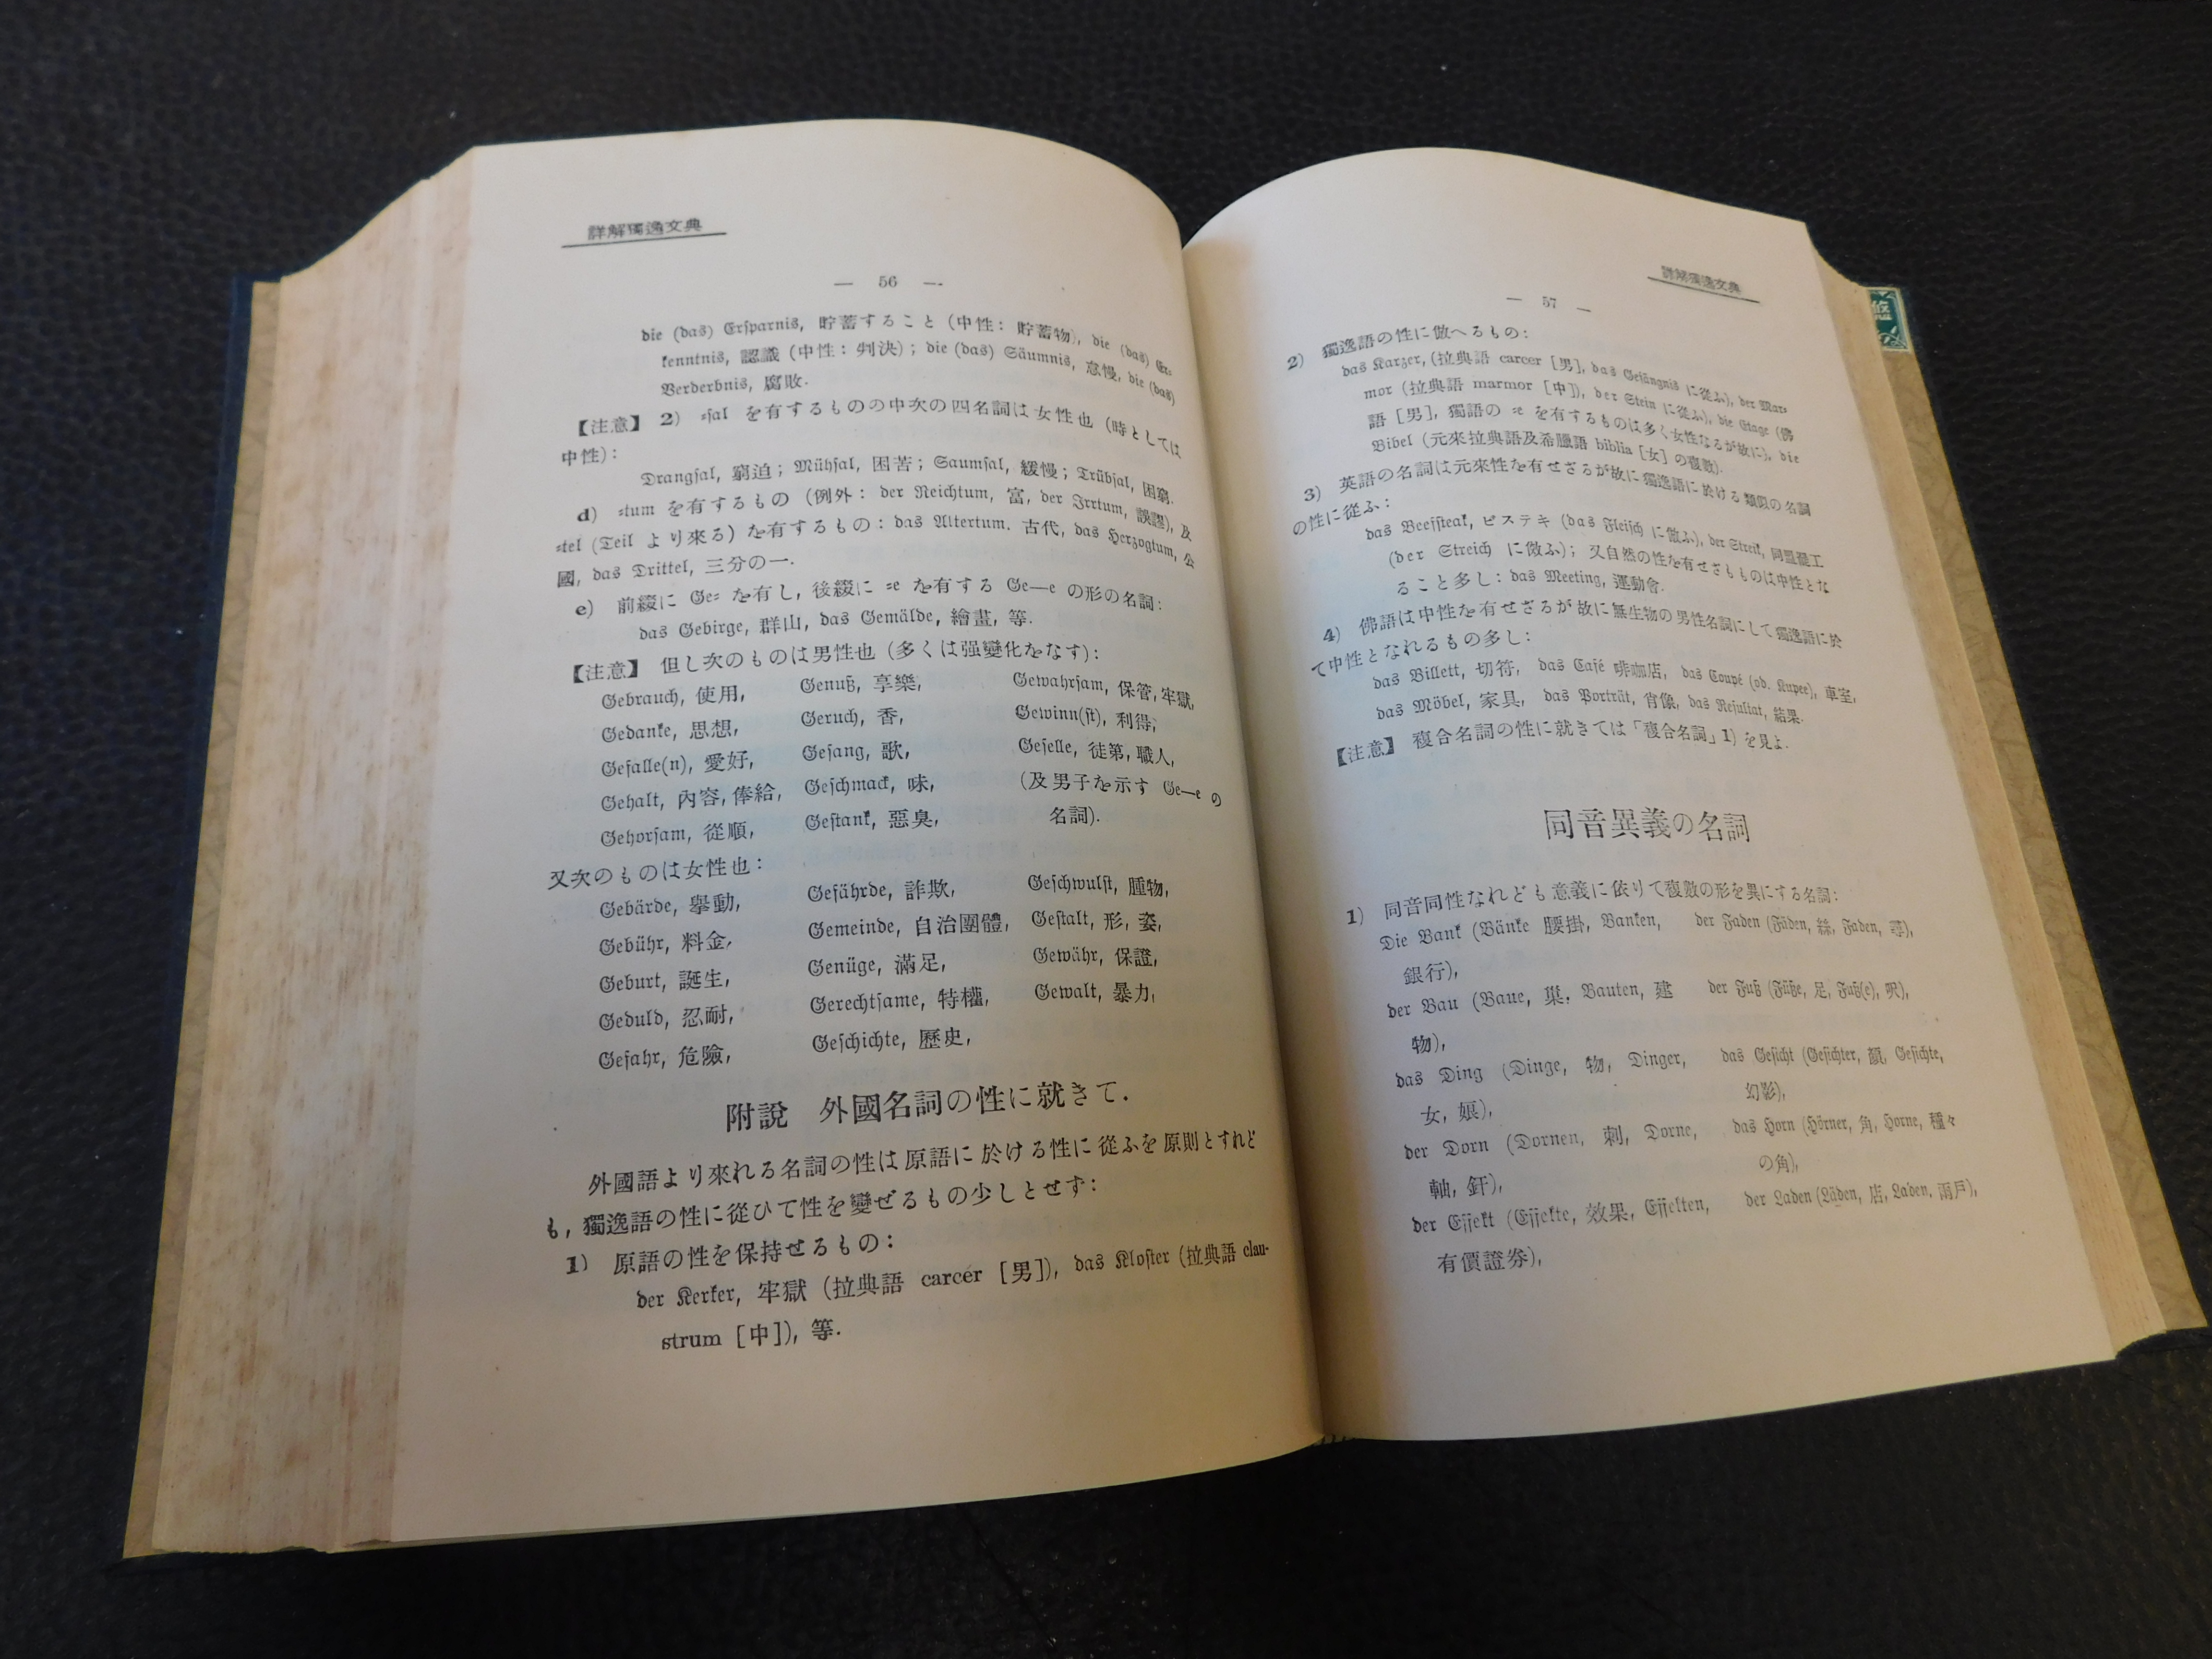 詳解獨逸文典
— 56 —
die (das) Ersparnis, 貯蓄すること (中性: 貯蓄物), die (das) Er=
kenntnis, 認識 (中性: 判決); die (das) Säumnis, 怠慢, die (das)
Verderbnis, 腐敗.
【注意】 2) =sal を有するものの中次の四名詞は女性也 (時としては
中性):
Drangsal, 窮迫; Mühsal, 困苦; Saumsal, 緩慢; Trübsal, 困窮.
d) =tum を有するもの (例外: der Reichtum, 富, der Irrtum, 誤謬), 及
=tel (Teil より來る) を有するもの: das Altertum. 古代, das Herzogtum, 公
國, das Drittel, 三分の一.
e) 前綴に Ge= を有し, 後綴に =e を有する Ge—e の形の名詞:
das Gebirge, 群山, das Gemälde, 繪畫, 等.
【注意】 但し次のものは男性也 (多くは强變化をなす):
Gebrauch, 使用, Genuß, 享樂, Gewahrsam, 保管, 牢獄,
Gedanke, 思想, Geruch, 香, Gewinn(st), 利得,
Gefalle(n), 愛好, Gesang, 歌, Geselle, 徒弟, 職人,
Gehalt, 內容, 俸給, Geschmack, 味, (及男子を示す Ge—e の
Gehorsam, 從順, Gestank, 惡臭, 名詞).
又次のものは女性也:
Gebärde, 擧動, Gefährde, 詐欺, Geschwulst, 腫物,
Gebühr, 料金, Gemeinde, 自治團體, Gestalt, 形, 姿,
Geburt, 誕生, Genüge, 滿足, Gewähr, 保證,
Geduld, 忍耐, Gerechtsame, 特權, Gewalt, 暴力,
Gefahr, 危險, Geschichte, 歷史,
附說 外國名詞の性に就きて.
外國語より來れる名詞の性は原語に於ける性に從ふを原則とすれど
も, 獨逸語の性に從ひて性を變ぜるもの少しとせず:
1) 原語の性を保持せるもの:
der Kerker, 牢獄 (拉典語 carcer [男]), das Kloster (拉典語 clau-
strum [中]), 等.
詳解獨逸文典
— 57 —
2) 獨逸語の性に倣へるもの:
das Karzer, (拉典語 carcer [男], das Gefängnis に從ふ), der Mar=
mor (拉典語 marmor [中]), der Stein に從ふ), die Etage (佛
語 [男], 獨語の =e を有するものは多く女性なるが故に), die
Bibel (元來拉典語及希臘語 biblia [女] の複數).
3) 英語の名詞は元來性を有せざるが故に獨逸語に於ける類似の名詞
の性に從ふ:
das Beefsteak, ビステキ (das Fleisch に倣ふ), der Streik, 同盟罷工
(der Streich に倣ふ); 又自然の性を有せさるものは中性とな
ること多し: das Meeting, 運動會.
4) 佛語は中性を有せざるが故に無生物の男性名詞にして獨逸語に於
て中性となれるもの多し:
das Billett, 切符, das Café 珈琲店, das Coupé (od. Kupee), 車室,
das Möbel, 家具, das Porträt, 肖像, das Resultat, 結果.
【注意】 複合名詞の性に就きては「複合名詞」1) を見よ.
同音異義の名詞
1) 同音同性なれども意義に依りて複數の形を異にする名詞:
Die Bank (Bänke 腰掛, Banken, der Faden (Fäden, 絲, Faden, 尋),
銀行),
der Bau (Baue, 巢. Bauten, 建 der Fuß (Füße, 足, Fuß(e), 呎),
物),
das Ding (Dinge, 物, Dinger, das Gesicht (Gesichter, 顏, Gesichte,
女, 娘), 幻影),
der Dorn (Dornen, 刺, Dorne, das Horn (Hörner, 角, Horne, 種々
軸, 釬), の角),
der Effekt (Effekte, 效果, Effekten, der Laden (Läden, 店, Laden, 雨戶),
有價證券),